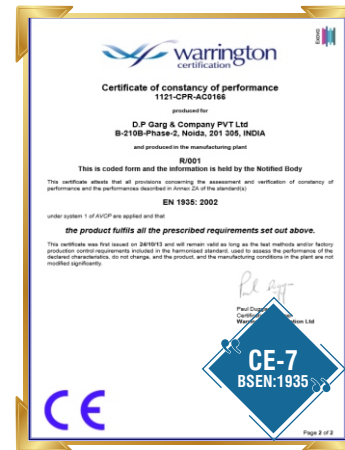 Exova
warrington
certification
Certificate of constancy of performance
1121-CPR-AC0166
produced for
D.P Garg & Company PVT Ltd
B-210B-Phase-2, Noida, 201 305, INDIA
and produced in the manufacturing plant
R/001
This is coded form and the information is held by the Notified Body
This certificate attests that all provisions concerning the assessment and verification of constancy of
performance and the performances described in Annex ZA of the standard(s)
EN 1935: 2002
under system 1 of AVCP are applied and that
the product fulfils all the prescribed requirements set out above.
This certificate was first issued on 24/10/13 and will remain valid as long as the test methods and/or factory
production control requirements included in the harmonised standard, used to assess the performance of the
declared characteristics, do not change, and the product, and the manufacturing conditions in the plant are not
modified significantly.
Paul Dugg
Certific
Warr tion Ltd
CE-7
BSEN:1935
CE
Page 2 of 2